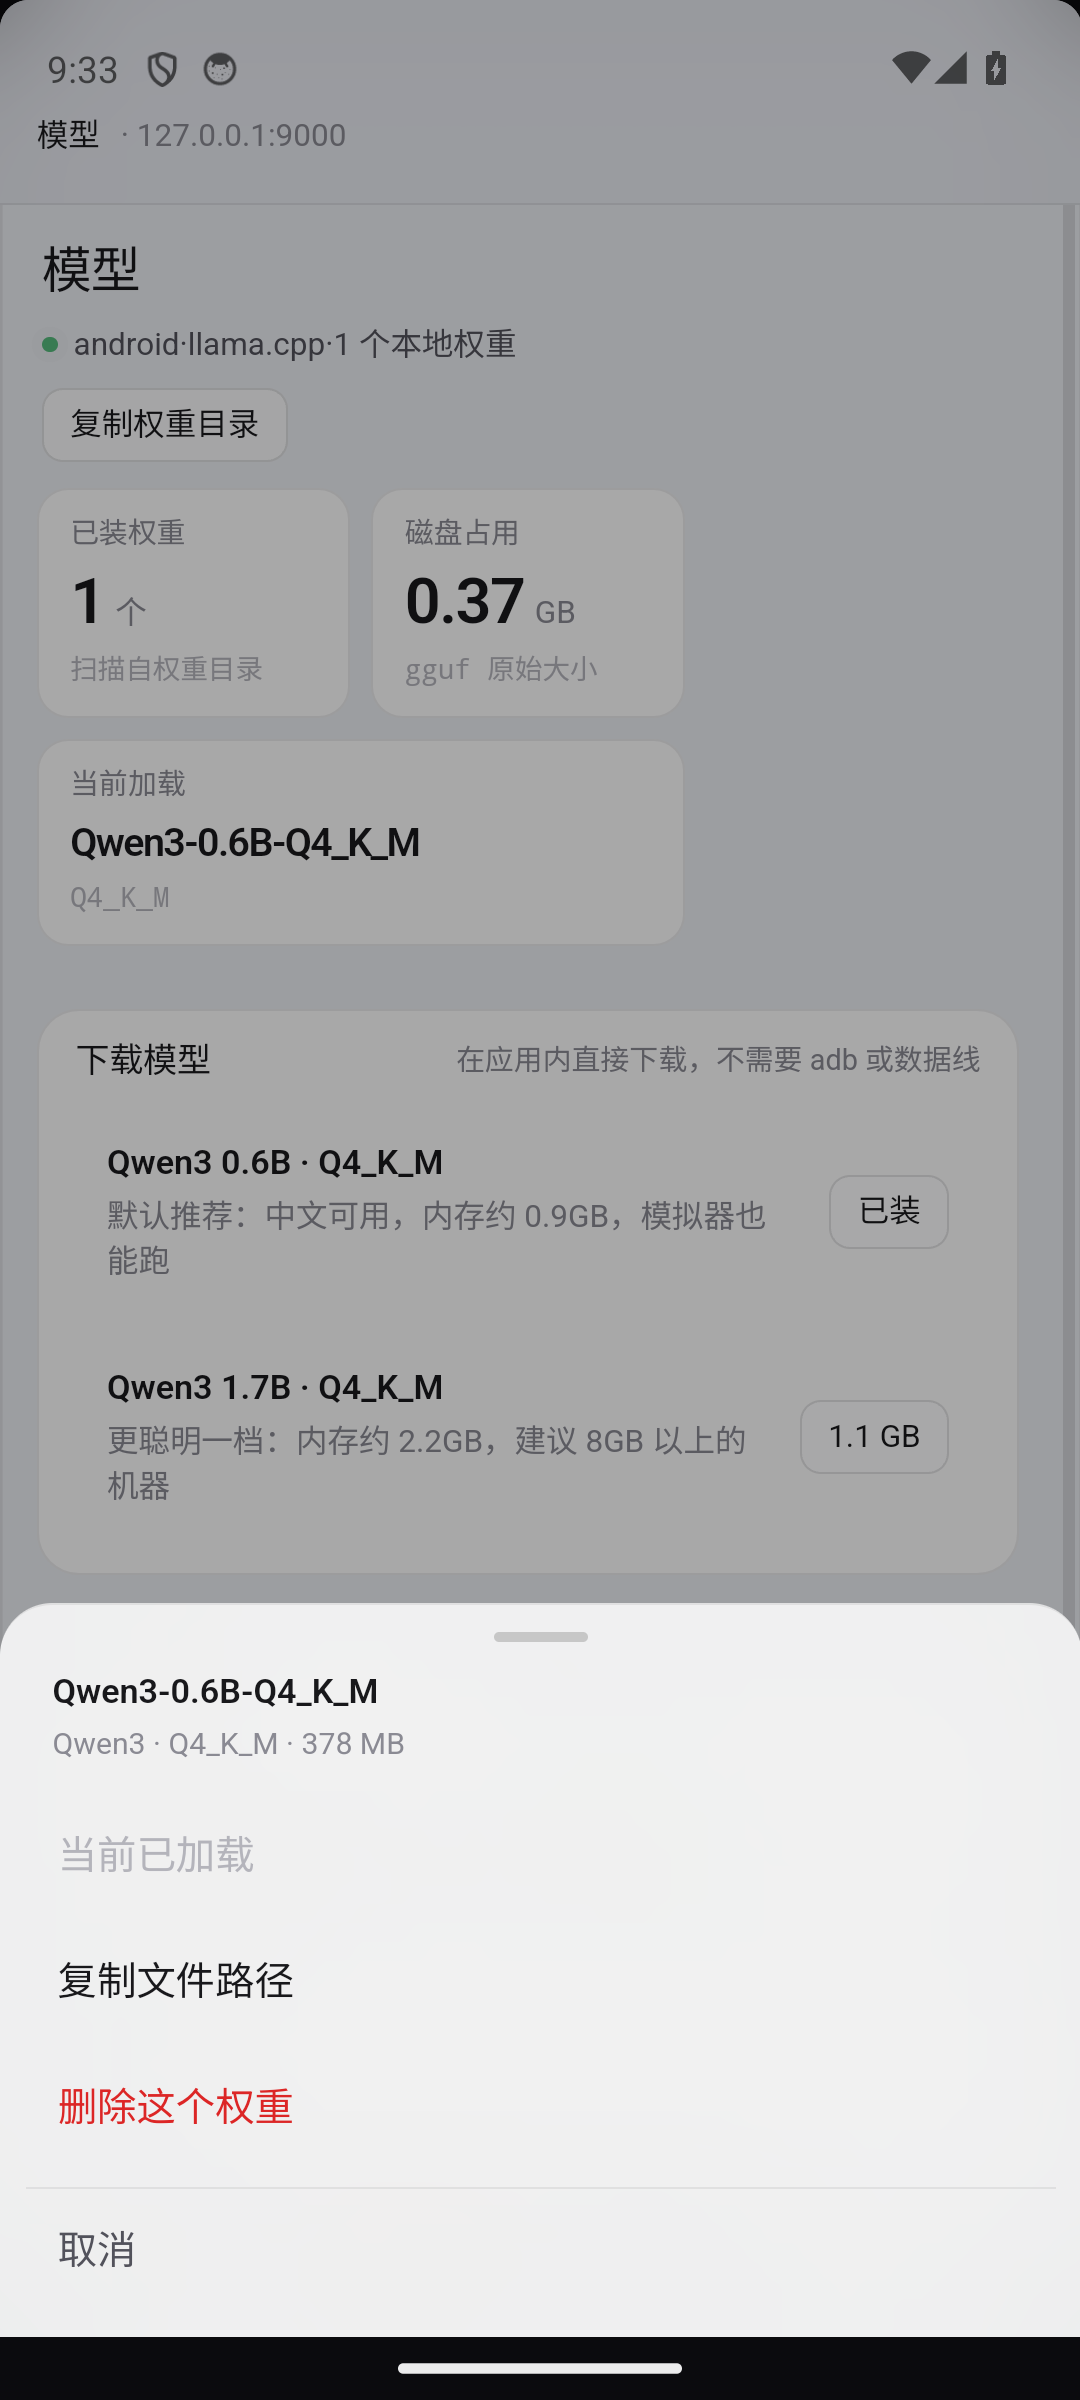 9:33
模型 · 127.0.0.1:9000
模型
android·llama.cpp·1 个本地权重
复制权重目录
已装权重
1 个
扫描自权重目录
磁盘占用
0.37 GB
gguf 原始大小
当前加载
Qwen3-0.6B-Q4_K_M
Q4_K_M
下载模型
在应用内直接下载，不需要 adb 或数据线
Qwen3 0.6B · Q4_K_M
默认推荐：中文可用，内存约 0.9GB，模拟器也
能跑
已装
Qwen3 1.7B · Q4_K_M
更聪明一档：内存约 2.2GB，建议 8GB 以上的
机器
1.1 GB
Qwen3-0.6B-Q4_K_M
Qwen3 · Q4_K_M · 378 MB
当前已加载
复制文件路径
删除这个权重
取消